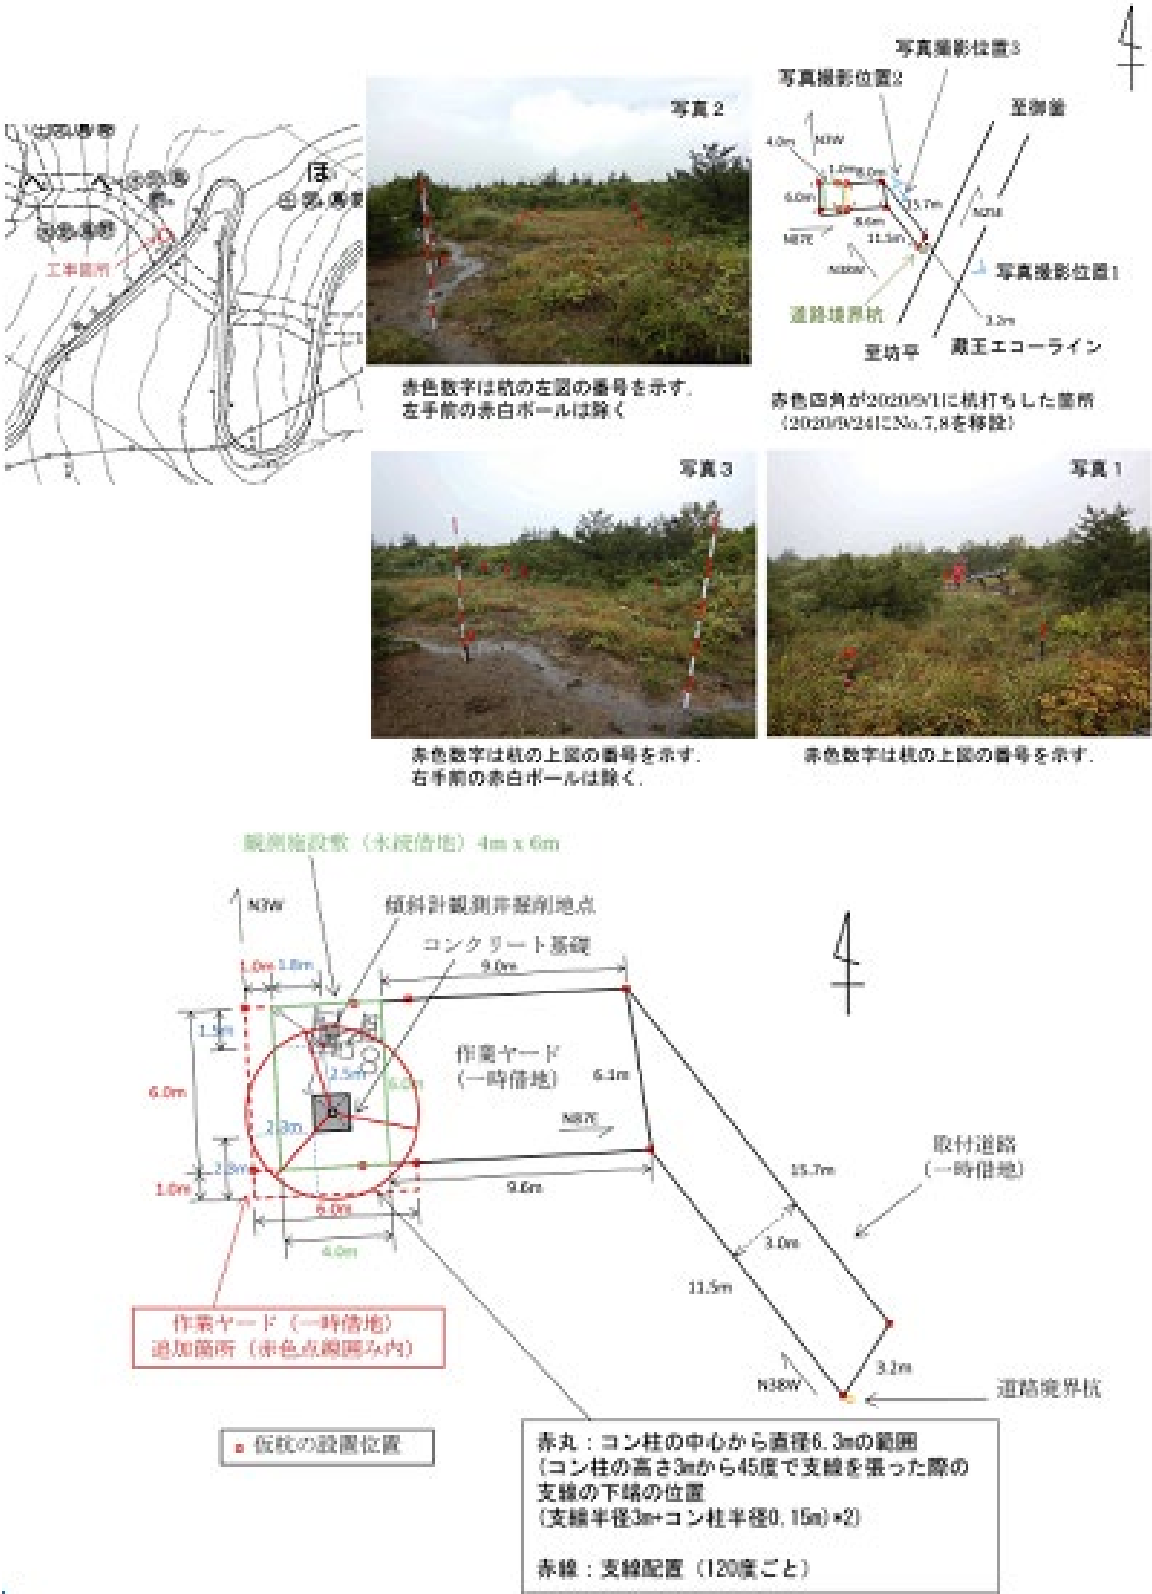 ほ
工事箇所
写真2
赤色数字は杭の左図の番号を示す.
左手前の赤白ポールは除く
写真撮影位置3
写真撮影位置2
至御釜
N3W
4.0m
1.0m
8.0m
6.0m
15.7m
8.6m
11.5m
N87E
N38W
写真撮影位置1
道路境界杭
3.2m
至坊平
蔵王エコーライン
赤色四角が2020/9/1に杭打ちした箇所
(2020/9/24にNo.7,8を移設)
写真3
赤色数字は杭の上図の番号を示す.
右手前の赤白ポールは除く.
写真1
赤色数字は杭の上図の番号を示す.
観測施設敷(永続借地)4m x 6m
N3W
傾斜計観測井掘削地点
コンクリート基礎
1.0m
1.8m
9.0m
作業ヤード
(一時借地)
6.1m
2.5m
6.0m
6.0m
N87E
2.3m
1.0m
9.6m
6.0m
4.0m
取付道路
(一時借地)
15.7m
3.0m
11.5m
3.2m
N38W
道路境界杭
作業ヤード(一時借地)
追加箇所(赤色点線囲み内)
仮杭の設置位置
赤丸:コン柱の中心から直径6.3mの範囲
(コン柱の高さ3mから45度で支線を張った際の
支線の下端の位置
(支線半径3m+コン柱半径0.15m)*2)
赤線:支線配置(120度ごと)